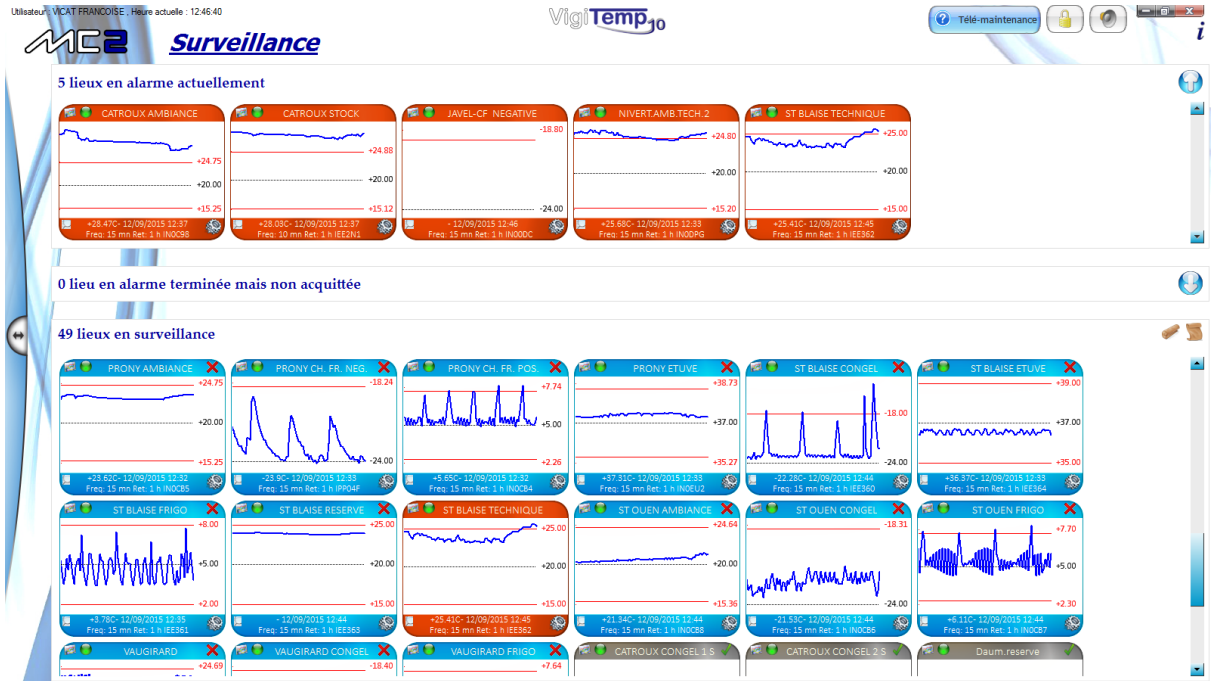 Utilisateur : VICAT FRANCOISE , Heure actuelle : 12:46:40
VigiTemp10
Télé-maintenance
MC2
Surveillance
i
5 lieux en alarme actuellement
CATROUX AMBIANCE
+24.75
+20.00
+15.25
+28.47C- 12/09/2015 12:37
Freq: 15 mn Ret: 1 h IN0C98
CATROUX STOCK
+24.88
+20.00
+15.12
+28.03C- 12/09/2015 12:37
Freq: 10 mn Ret: 1 h IEE2N1
JAVEL-CF NEGATIVE
-18.80
-24.00
- 12/09/2015 12:46
Freq: 15 mn Ret: 1 h IN0ODC
NIVERT.AMB.TECH.2
+24.80
+20.00
+15.20
+25.68C- 12/09/2015 12:33
Freq: 15 mn Ret: 1 h IN0DPG
ST BLAISE TECHNIQUE
+25.00
+20.00
+15.00
+25.41C- 12/09/2015 12:45
Freq: 15 mn Ret: 1 h IEE362
0 lieu en alarme terminée mais non acquittée
49 lieux en surveillance
PRONY AMBIANCE
+24.75
+20.00
+15.25
+23.62C- 12/09/2015 12:32
Freq: 15 mn Ret: 1 h IN0CB5
PRONY CH. FR. NEG.
-18.24
-24.00
-23.9C- 12/09/2015 12:33
Freq: 15 mn Ret: 1 h IPP04F
PRONY CH. FR. POS.
+7.74
+5.00
+2.26
+5.65C- 12/09/2015 12:32
Freq: 15 mn Ret: 1 h IN0CB4
PRONY ETUVE
+38.73
+37.00
+35.27
+37.31C- 12/09/2015 12:33
Freq: 15 mn Ret: 1 h IN0EU2
ST BLAISE CONGEL
-18.00
-24.00
-22.28C- 12/09/2015 12:44
Freq: 15 mn Ret: 1 h IEE360
ST BLAISE ETUVE
+39.00
+37.00
+35.00
+36.37C- 12/09/2015 12:33
Freq: 15 mn Ret: 1 h IEE364
ST BLAISE FRIGO
+8.00
+5.00
+2.00
+3.78C- 12/09/2015 12:35
Freq: 15 mn Ret: 1 h IEE361
ST BLAISE RESERVE
+25.00
+20.00
+15.00
- 12/09/2015 12:44
Freq: 15 mn Ret: 1 h IEE363
ST BLAISE TECHNIQUE
+25.00
+20.00
+15.00
+25.41C- 12/09/2015 12:45
Freq: 15 mn Ret: 1 h IEE362
ST OUEN AMBIANCE
+24.64
+20.00
+15.36
+21.34C- 12/09/2015 12:44
Freq: 15 mn Ret: 1 h IN0CB8
ST OUEN CONGEL
-18.31
-24.00
-21.53C- 12/09/2015 12:44
Freq: 15 mn Ret: 1 h IN0CB6
ST OUEN FRIGO
+7.70
+5.00
+2.30
+6.11C- 12/09/2015 12:44
Freq: 15 mn Ret: 1 h IN0CB7
VAUGIRARD
+24.69
VAUGIRARD CONGEL
-18.40
VAUGIRARD FRIGO
+7.64
CATROUX CONGEL 1 S
CATROUX CONGEL 2 S
Daum.reserve